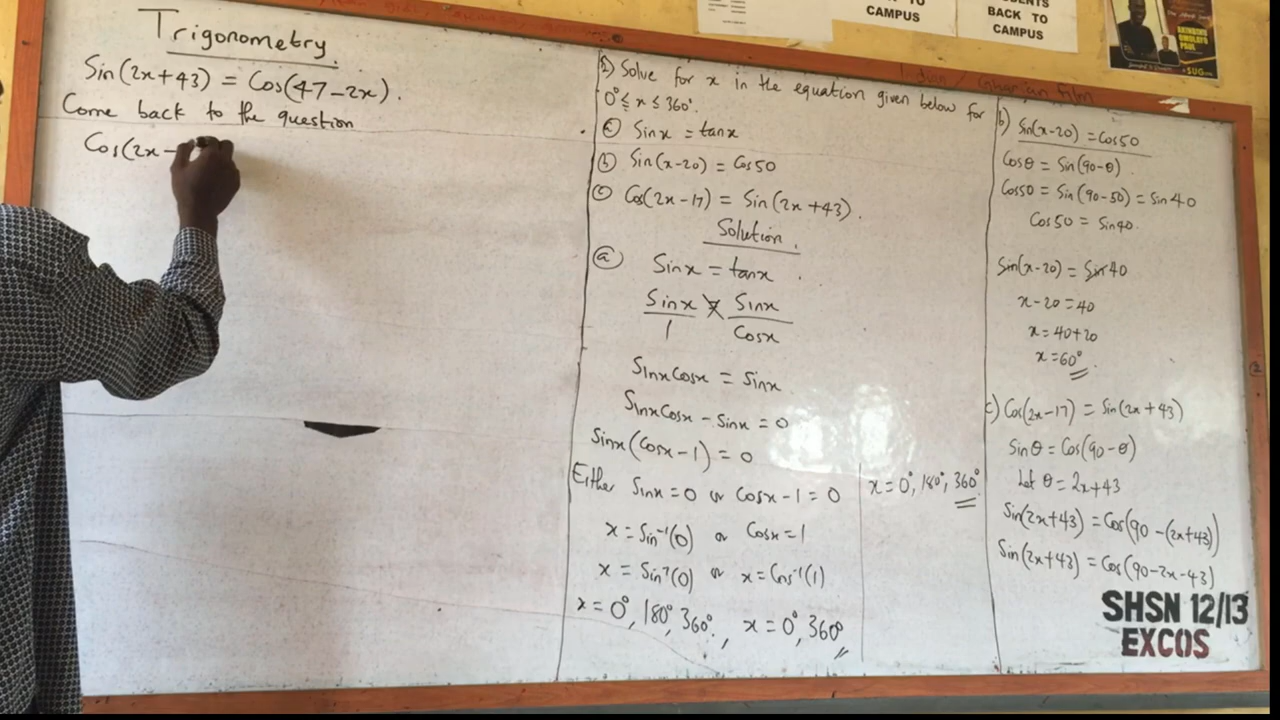 Trigonometry.
Sin(2x+43) = Cos(47-2x).
Come back to the question
Cos(2x-
2) Solve for x in the equation given below for
0° ≤ x ≤ 360°.
a) Sinx = tanx
b) Sin(x-20) = Cos50
c) Cos(2x-17) = Sin(2x+43).
Solution.
a) Sinx = tanx.
Sinx/1 Sinx/Cosx
SinxCosx = Sinx
SinxCosx - Sinx = 0
Sinx(Cosx-1) = 0
Either Sinx=0 or Cosx-1=0
x = Sin⁻¹(0) or Cosx=1
x = Sin⁻¹(0) or x=Cos⁻¹(1)
x = 0°, 180°, 360°, x=0°, 360°
x=0°, 180°, 360°
b) Sin(x-20) = Cos50
Cosθ = Sin(90-θ).
Cos50 = Sin(90-50) = Sin40
Cos50 = Sin40.
Sin(x-20) = Sin40
x-20=40
x=40+20
x=60°
c) Cos(2x-17) = Sin(2x+43)
Sinθ = Cos(90-θ)
Let θ = 2x+43
Sin(2x+43) = Cos(90-(2x+43))
Sin(2x+43) = Cos(90-2x-43)
SHSN 12/13
EXCOS
TO
CAMPUS
BACK TO
CAMPUS
SUG